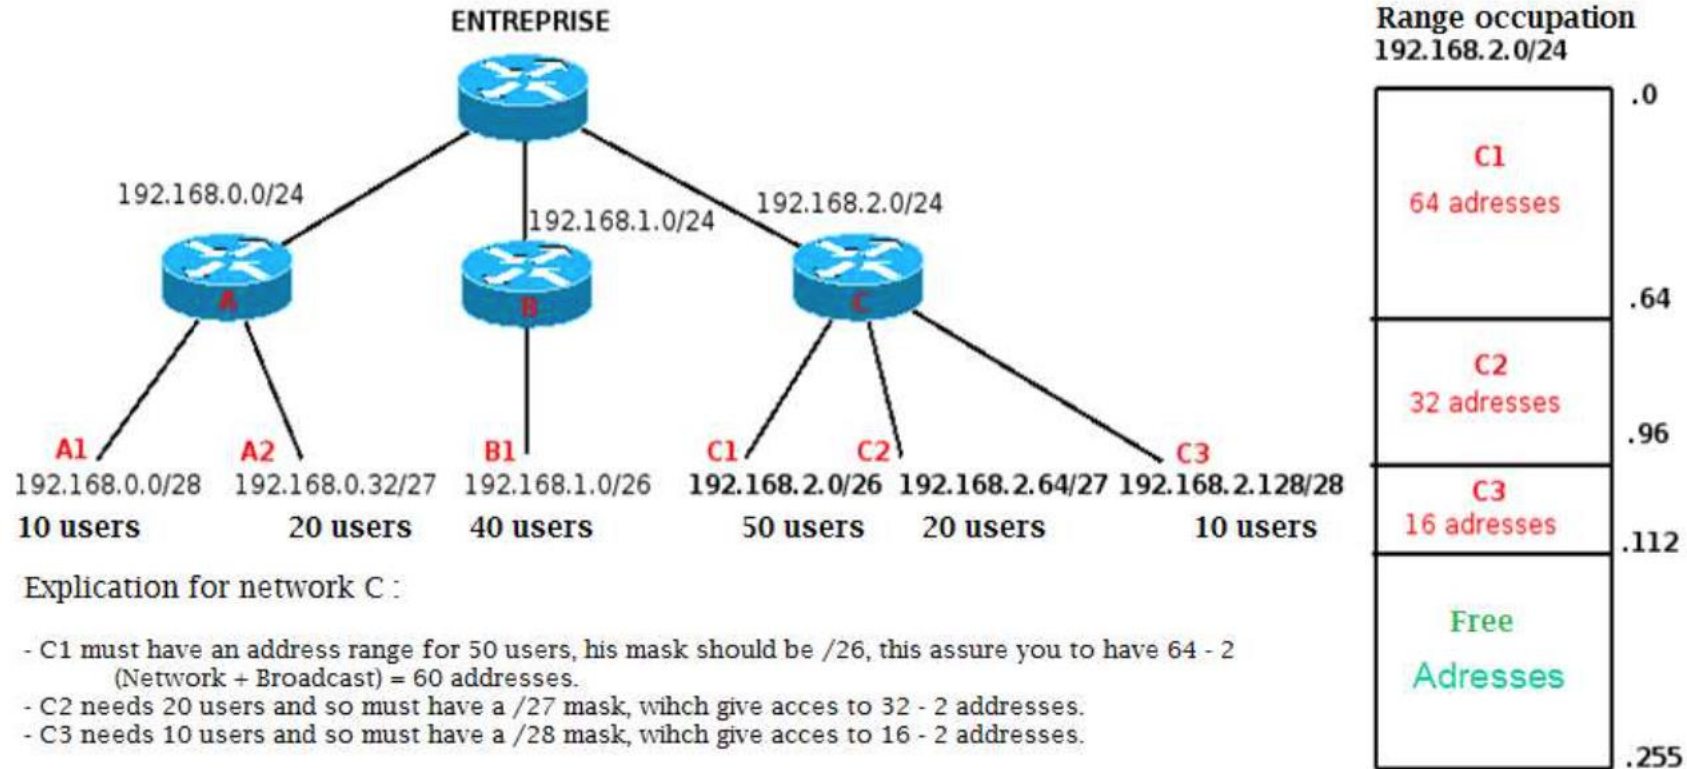 ENTREPRISE
192.168.0.0/24
192.168.1.0/24
192.168.2.0/24
A
B
C
A1
A2
B1
C1
C2
C3
192.168.0.0/28 192.168.0.32/27 192.168.1.0/26 192.168.2.0/26 192.168.2.64/27 192.168.2.128/28
10 users 20 users 40 users 50 users 20 users 10 users
Explication for network C :
- C1 must have an address range for 50 users, his mask should be /26, this assure you to have 64 - 2
(Network + Broadcast) = 60 addresses.
- C2 needs 20 users and so must have a /27 mask, wihch give acces to 32 - 2 addresses.
- C3 needs 10 users and so must have a /28 mask, wihch give acces to 16 - 2 addresses.
Range occupation
192.168.2.0/24
.0
C1
64 adresses
.64
C2
32 adresses
.96
C3
16 adresses
.112
Free
Adresses
.255